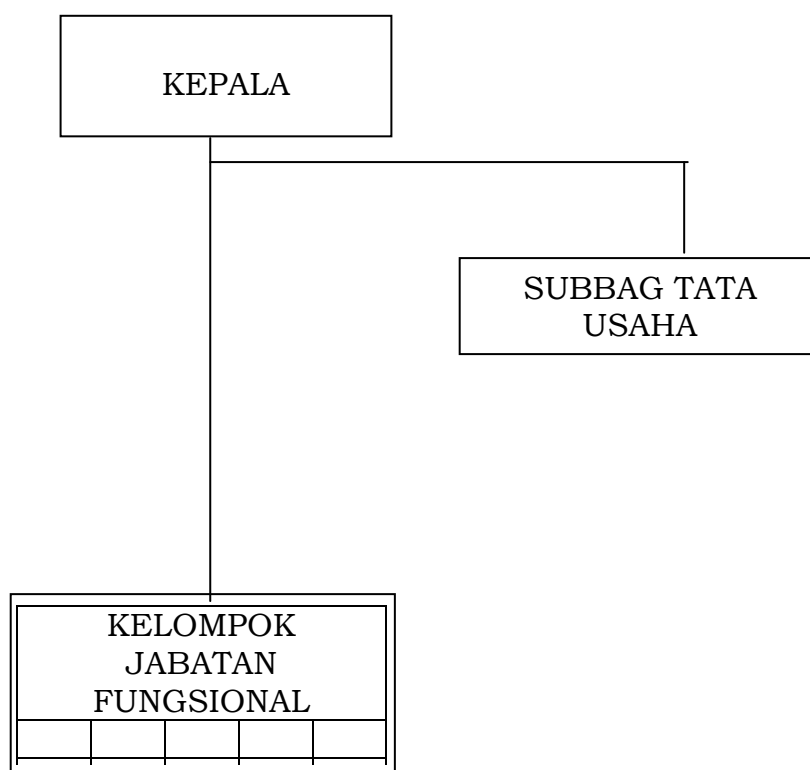 KEPALA
SUBBAG TATA
USAHA
KELOMPOK
JABATAN
FUNGSIONAL